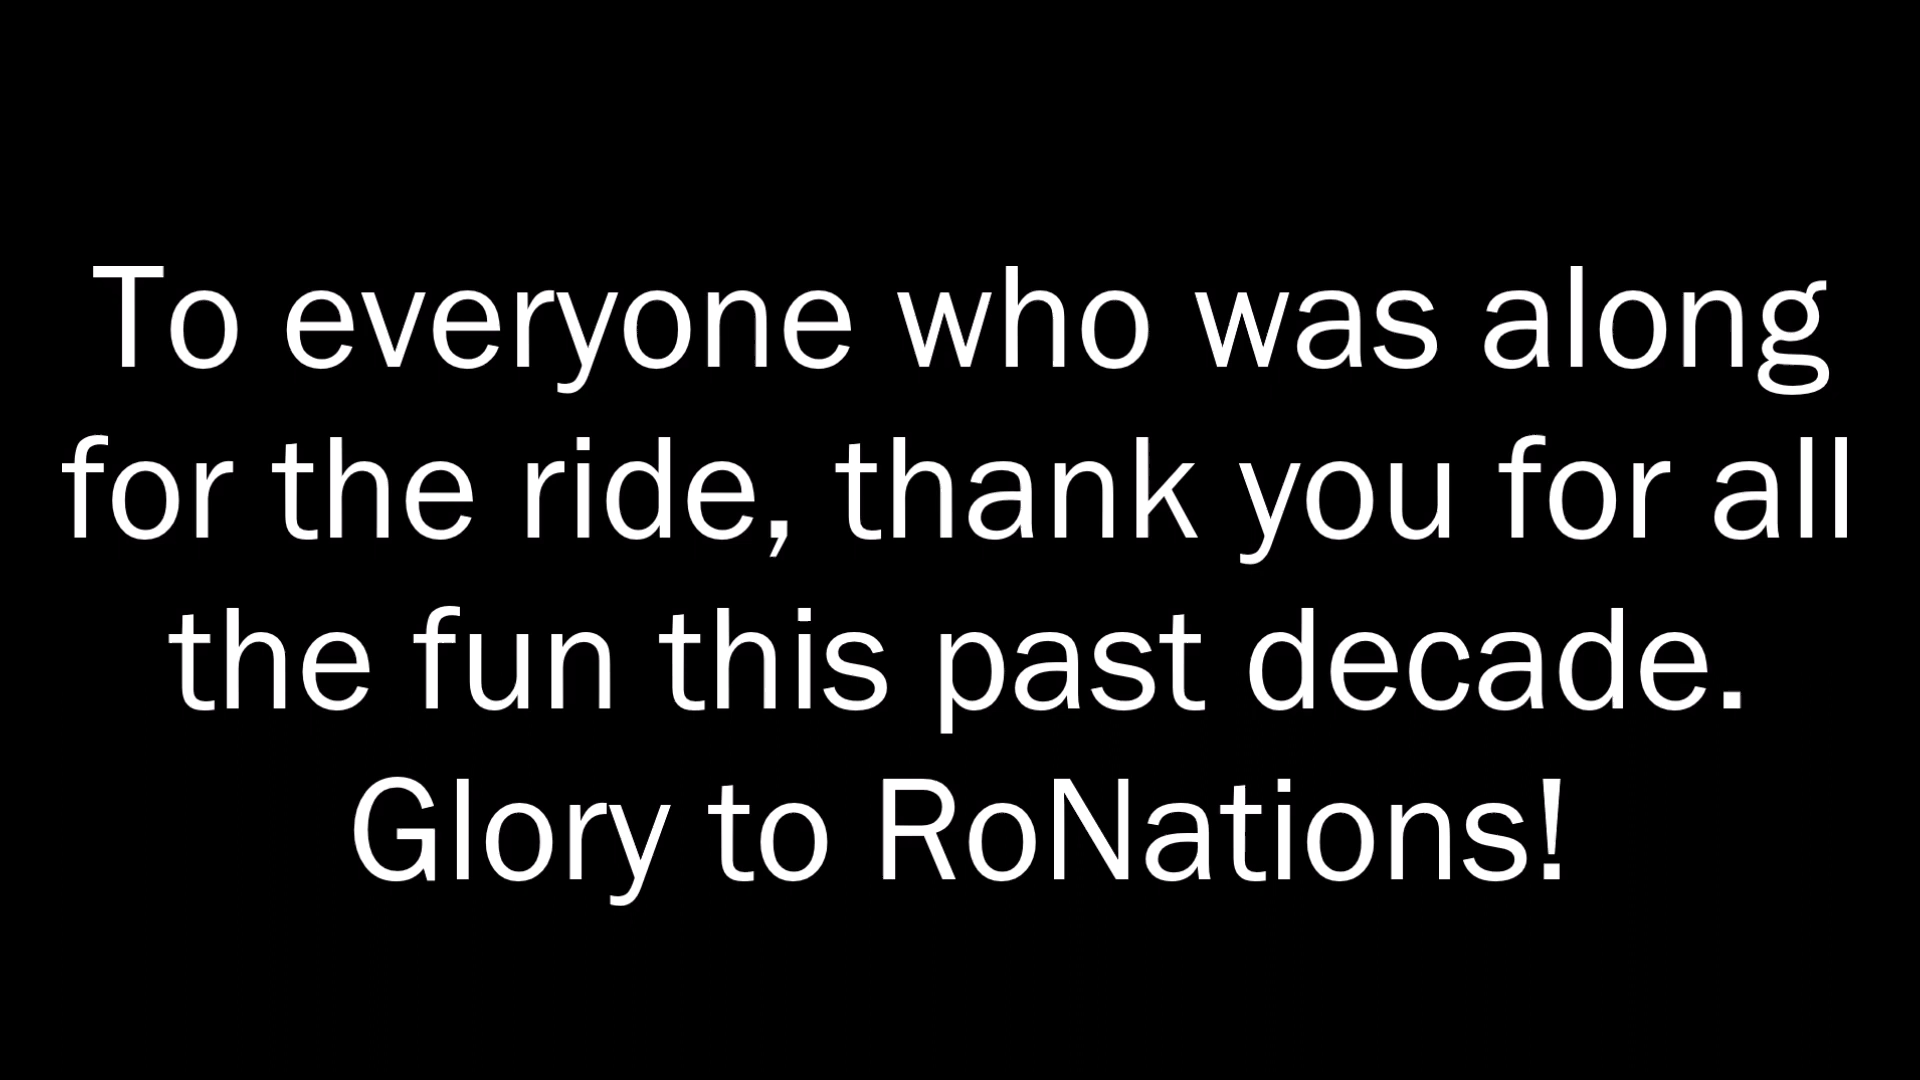 To everyone who was along
for the ride, thank you for all
the fun this past decade.
Glory to RoNations!